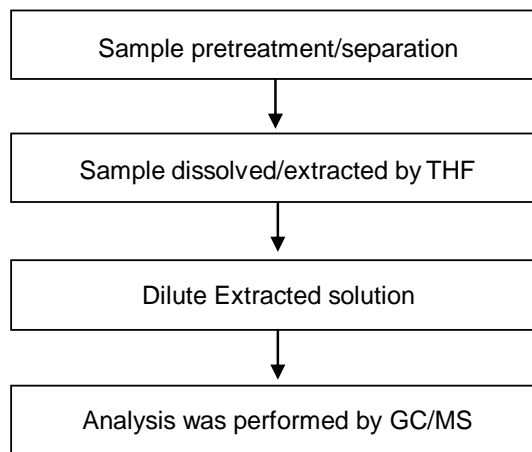 Sample pretreatment/separation
Sample dissolved/extracted by THF
Dilute Extracted solution
Analysis was performed by GC/MS